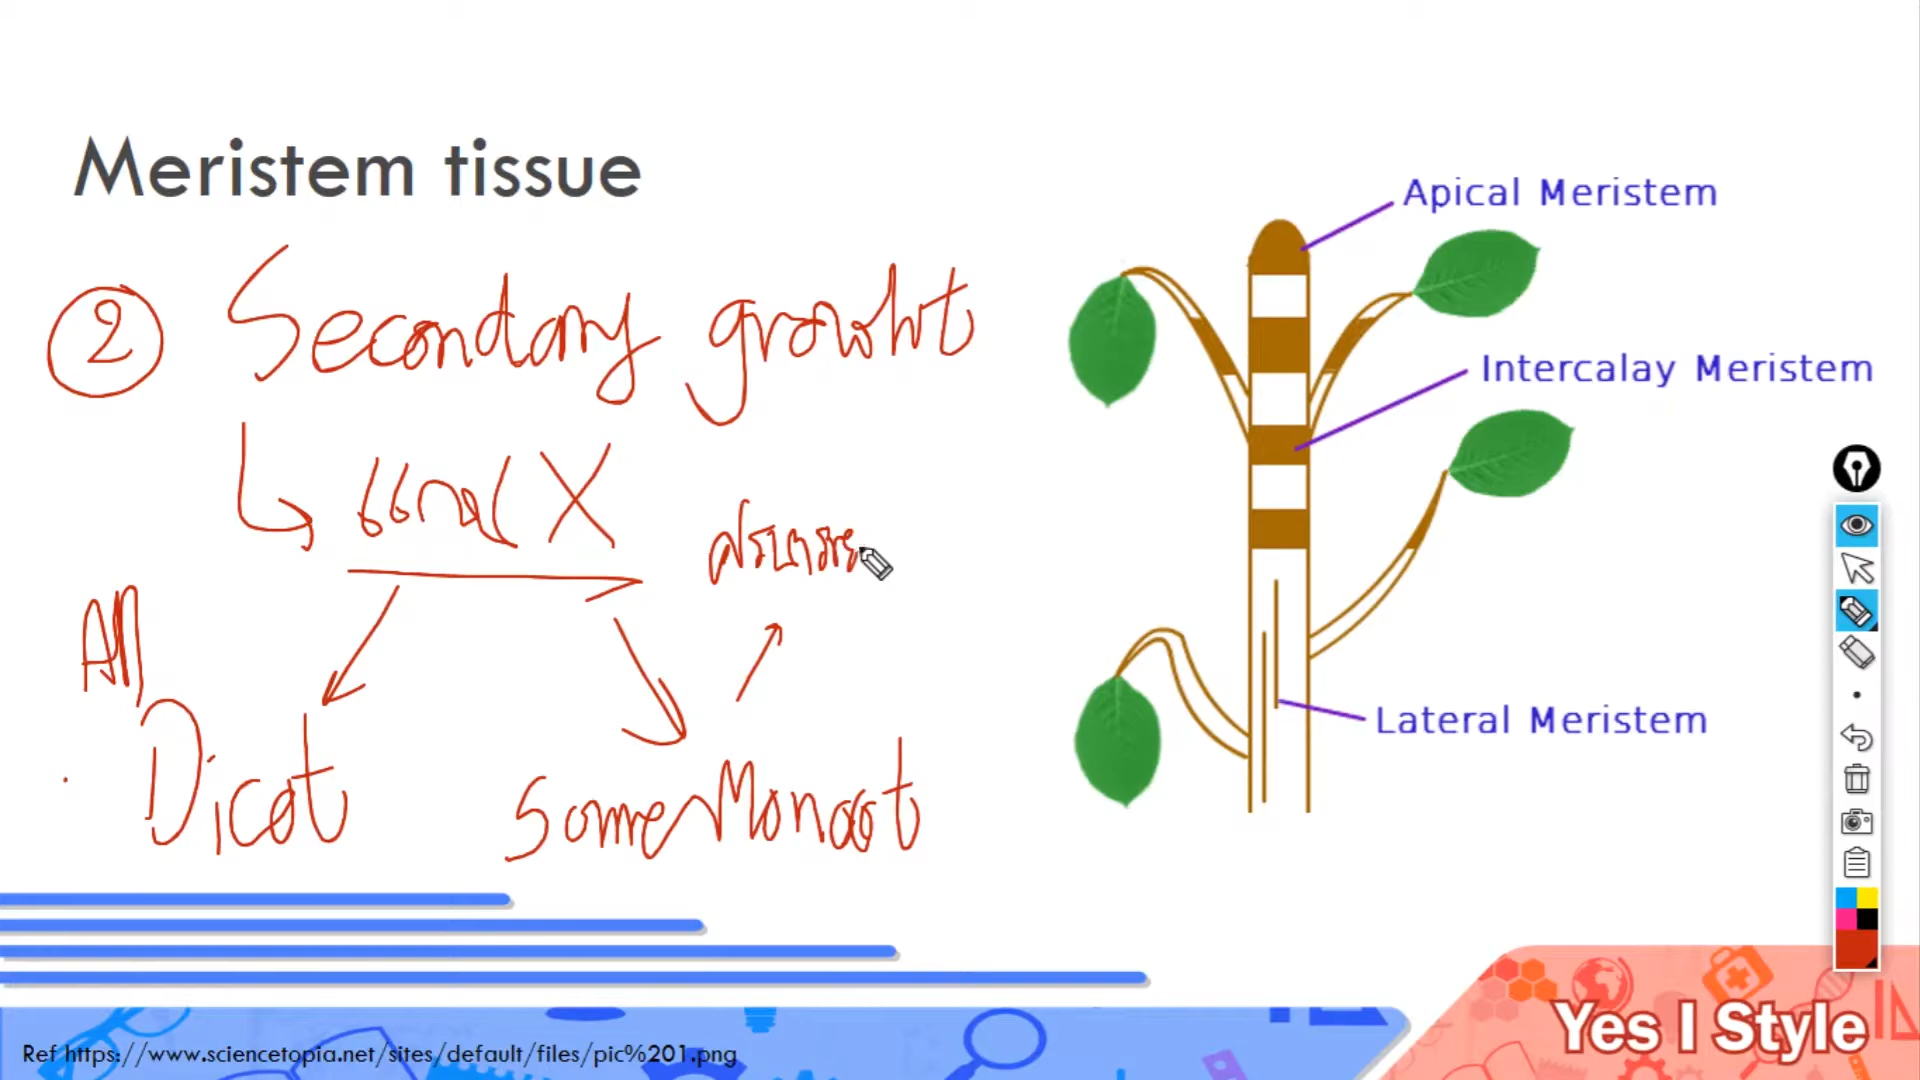 Meristem tissue
Apical Meristem
② Secondary growht
Intercalay Meristem
X
All
Dicot
Some Monocot
Lateral Meristem
Yes I Style
Ref https://www.sciencetopia.net/sites/default/files/pic%201.png